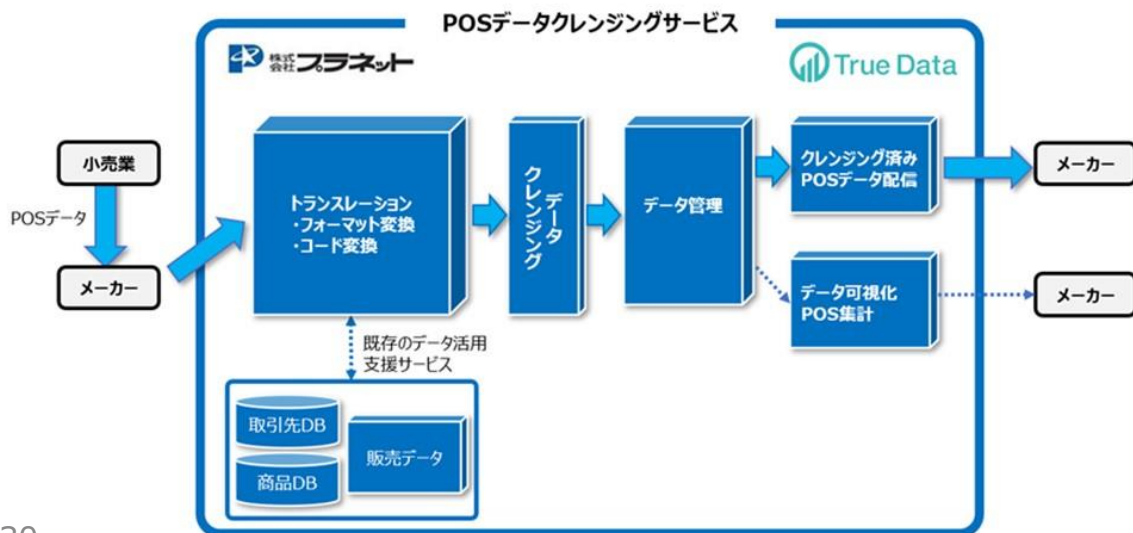 POSデータクレンジングサービス
株式会社プラネット
True Data
小売業
POSデータ
メーカー
トランスレーション
・フォーマット変換
・コード変換
データ
クレンジング
データ管理
クレンジング済み
POSデータ配信
メーカー
データ可視化
POS集計
メーカー
既存のデータ活用
支援サービス
取引先DB
商品DB
販売データ